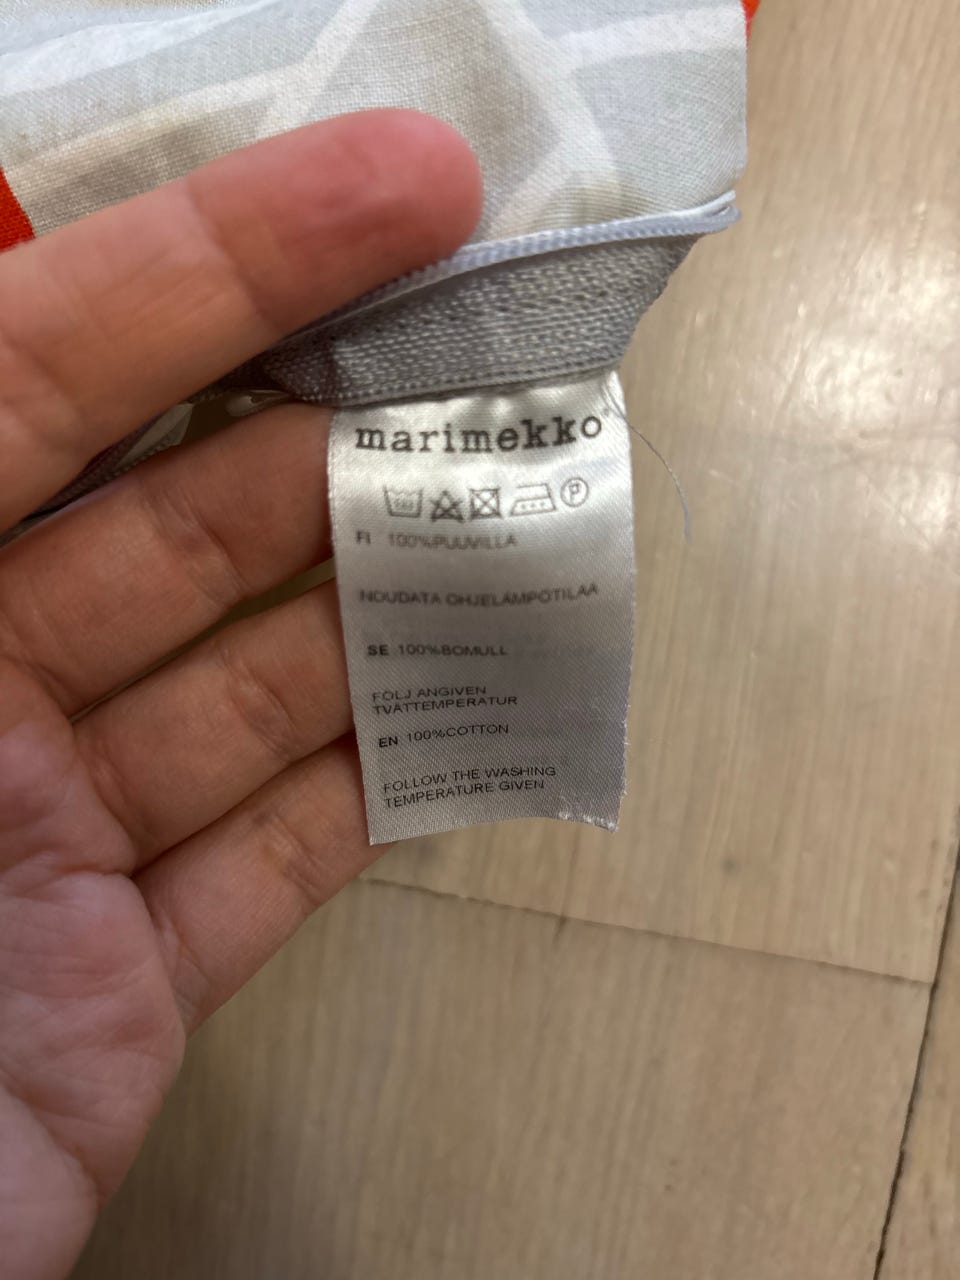 marimekko®
P
FI 100%PUUVILLA
NOUDATA OHJELÄMPÖTILAA
SE 100%BOMULL
FÖLJ ANGIVEN
TVÄTTEMPERATUR
EN 100%COTTON
FOLLOW THE WASHING
TEMPERATURE GIVEN